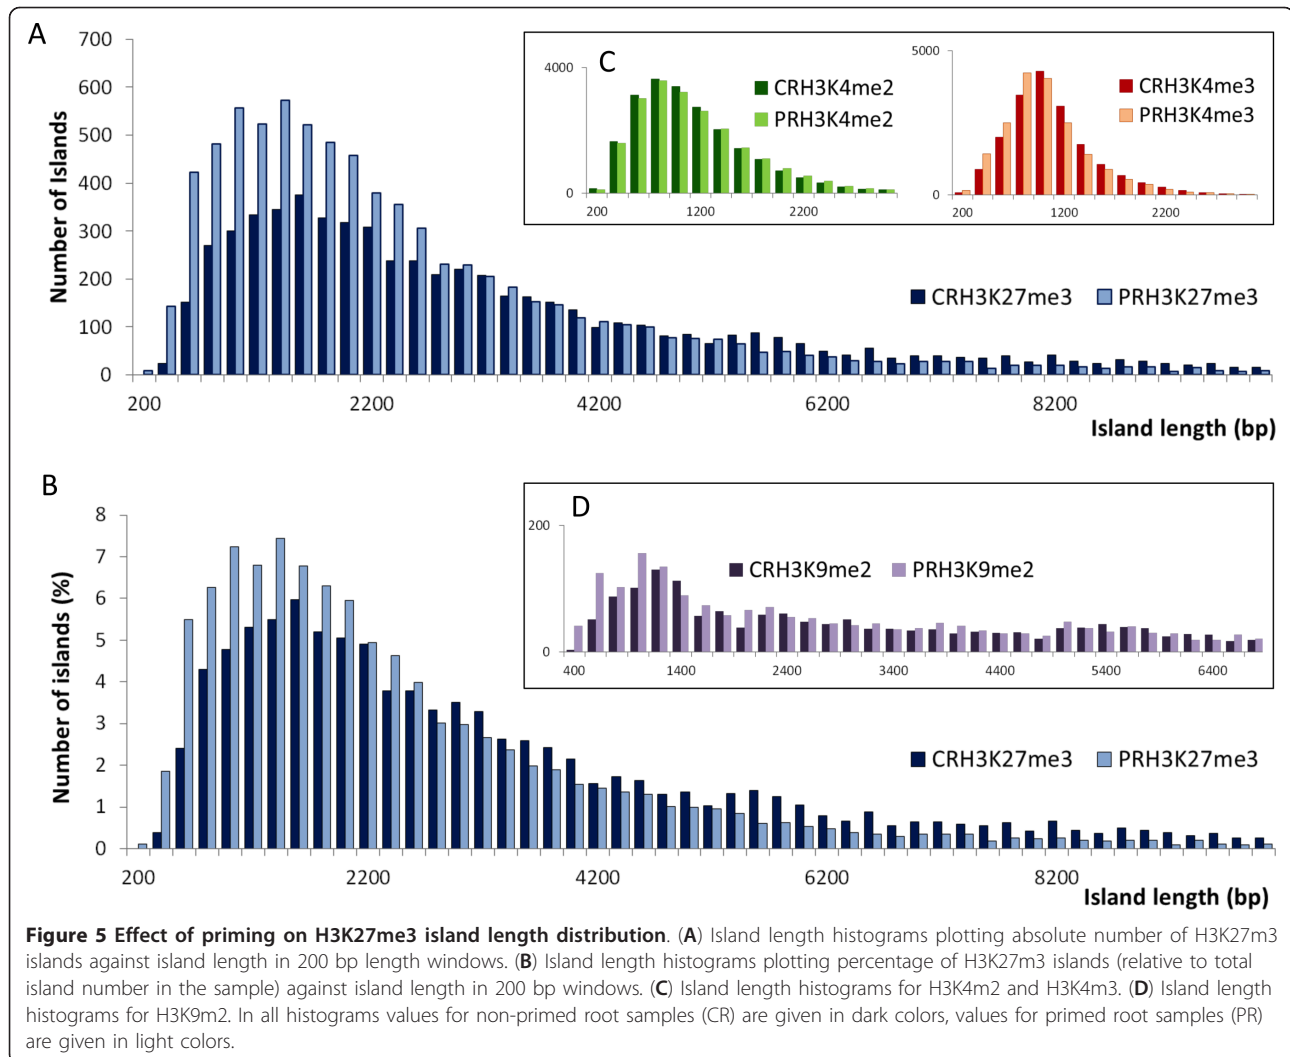 A
700
600
500
400
300
200
100
0
Number of Islands
200
2200
4200
6200
8200
Island length (bp)
CRH3K27me3 PRH3K27me3
C
4000
0
200
1200
2200
CRH3K4me2
PRH3K4me2
5000
0
200
1200
2200
CRH3K4me3
PRH3K4me3
B
8
7
6
5
4
3
2
1
0
Number of islands (%)
200
2200
4200
6200
8200
Island length (bp)
CRH3K27me3 PRH3K27me3
D
200
0
400
1400
2400
3400
4400
5400
6400
CRH3K9me2 PRH3K9me2
Figure 5 Effect of priming on H3K27me3 island length distribution. (A) Island length histograms plotting absolute number of H3K27m3
islands against island length in 200 bp length windows. (B) Island length histograms plotting percentage of H3K27m3 islands (relative to total
island number in the sample) against island length in 200 bp windows. (C) Island length histograms for H3K4m2 and H3K4m3. (D) Island length
histograms for H3K9m2. In all histograms values for non-primed root samples (CR) are given in dark colors, values for primed root samples (PR)
are given in light colors.